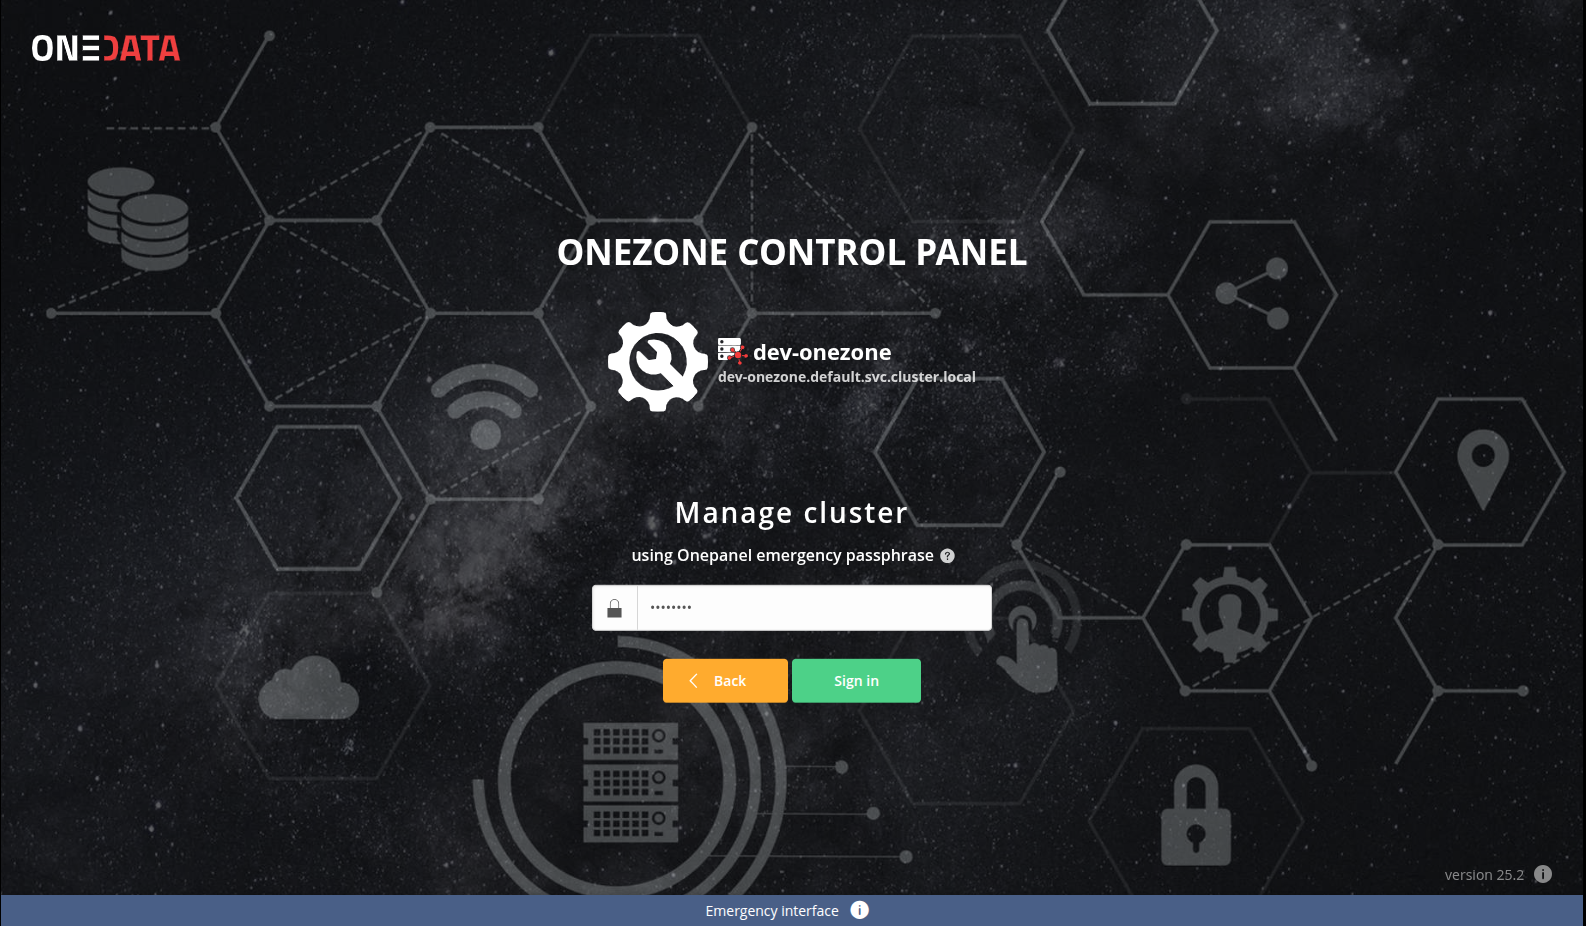 ONEDATA
ONEZONE CONTROL PANEL
dev-onezone
dev-onezone.default.svc.cluster.local
Manage cluster
using Onepanel emergency passphrase ?
••••••••
Back
Sign in
version 25.2 i
Emergency interface i